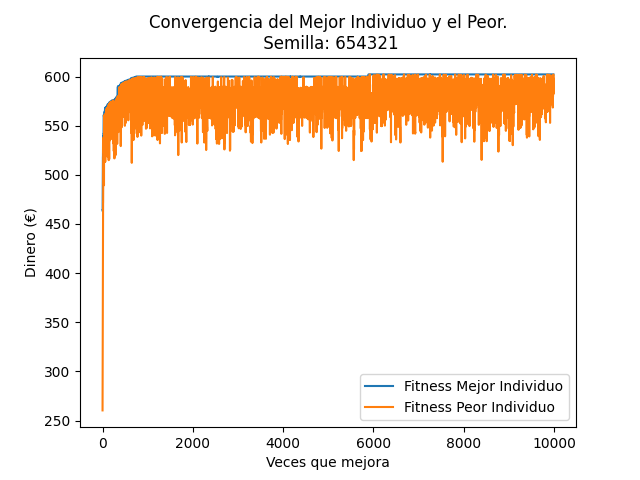 Convergencia del Mejor Individuo y el Peor.
Semilla: 654321
Dinero (€)
600
550
500
450
400
350
300
250
0
2000
4000
6000
8000
10000
Veces que mejora
Fitness Mejor Individuo
Fitness Peor Individuo